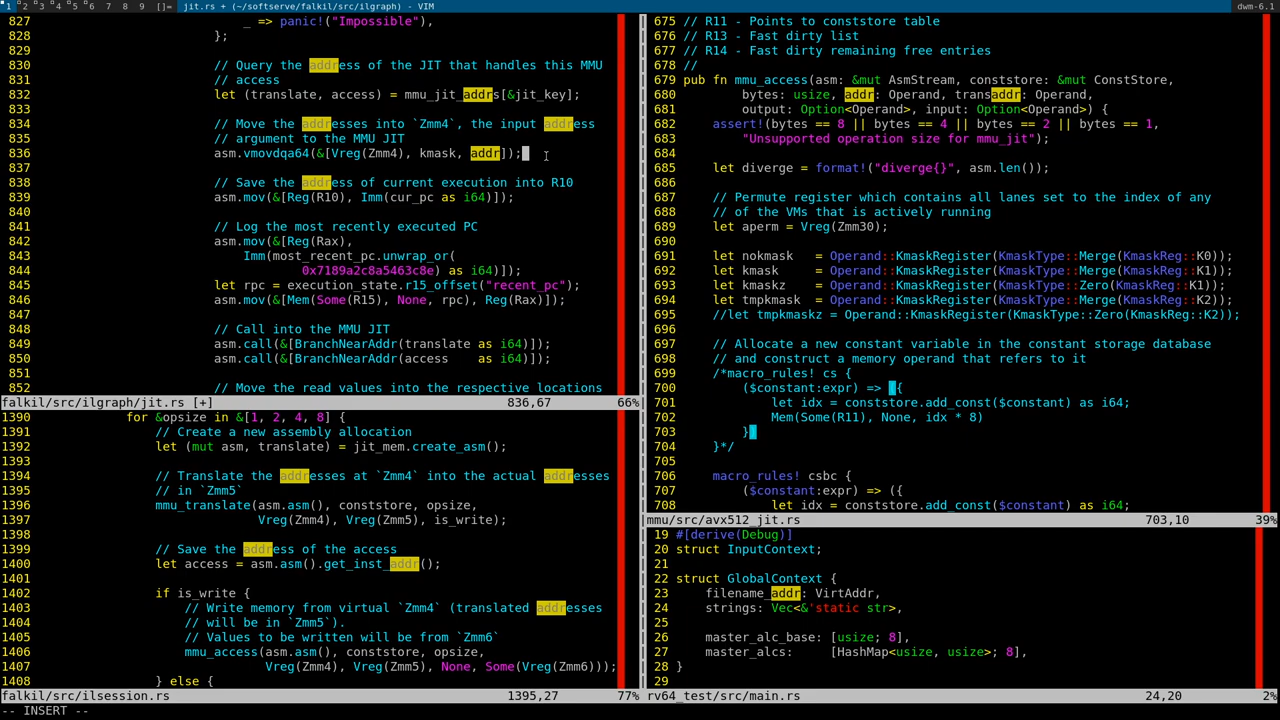 1 2 3 4 5 6 7 8 9 []= jit.rs + (~/softserve/falkil/src/ilgraph) - VIM dwm-6.1
827 _ => panic!("Impossible"),
828 };
829
830 // Query the address of the JIT that handles this MMU
831 // access
832 let (translate, access) = mmu_jit_addrs[&jit_key];
833
834 // Move the addresses into `Zmm4`, the input address
835 // argument to the MMU JIT
836 asm.vmovdqa64(&[Vreg(Zmm4), kmask, addr]);
837
838 // Save the address of current execution into R10
839 asm.mov(&[Reg(R10), Imm(cur_pc as i64)]);
840
841 // Log the most recently executed PC
842 asm.mov(&[Reg(Rax),
843 Imm(most_recent_pc.unwrap_or(
844 0x7189a2c8a5463c8e) as i64)]);
845 let rpc = execution_state.r15_offset("recent_pc");
846 asm.mov(&[Mem(Some(R15), None, rpc), Reg(Rax)]);
847
848 // Call into the MMU JIT
849 asm.call(&[BranchNearAddr(translate as i64)]);
850 asm.call(&[BranchNearAddr(access as i64)]);
851
852 // Move the read values into the respective locations
falkil/src/ilgraph/jit.rs [+] 836,67 66%
1390 for &opsize in &[1, 2, 4, 8] {
1391 // Create a new assembly allocation
1392 let (mut asm, translate) = jit_mem.create_asm();
1393
1394 // Translate the addresses at `Zmm4` into the actual addresses
1395 // in `Zmm5`
1396 mmu_translate(asm.asm(), conststore, opsize,
1397 Vreg(Zmm4), Vreg(Zmm5), is_write);
1398
1399 // Save the address of the access
1400 let access = asm.asm().get_inst_addr();
1401
1402 if is_write {
1403 // Write memory from virtual `Zmm4` (translated addresses
1404 // will be in `Zmm5`).
1405 // Values to be written will be from `Zmm6`
1406 mmu_access(asm.asm(), conststore, opsize,
1407 Vreg(Zmm4), Vreg(Zmm5), None, Some(Vreg(Zmm6)));
1408 } else {
falkil/src/ilsession.rs 1395,27 77%
-- INSERT --
675 // R11 - Points to conststore table
676 // R13 - Fast dirty list
677 // R14 - Fast dirty remaining free entries
678 //
679 pub fn mmu_access(asm: &mut AsmStream, conststore: &mut ConstStore,
680 bytes: usize, addr: Operand, transaddr: Operand,
681 output: Option<Operand>, input: Option<Operand>) {
682 assert!(bytes == 8 || bytes == 4 || bytes == 2 || bytes == 1,
683 "Unsupported operation size for mmu_jit");
684
685 let diverge = format!("diverge{}", asm.len());
686
687 // Permute register which contains all lanes set to the index of any
688 // of the VMs that is actively running
689 let aperm = Vreg(Zmm30);
690
691 let nokmask = Operand::KmaskRegister(KmaskType::Merge(KmaskReg::K0));
692 let kmask = Operand::KmaskRegister(KmaskType::Merge(KmaskReg::K1));
693 let kmaskz = Operand::KmaskRegister(KmaskType::Zero(KmaskReg::K1));
694 let tmpkmask = Operand::KmaskRegister(KmaskType::Merge(KmaskReg::K2));
695 //let tmpkmaskz = Operand::KmaskRegister(KmaskType::Zero(KmaskReg::K2));
696
697 // Allocate a new constant variable in the constant storage database
698 // and construct a memory operand that refers to it
699 /*macro_rules! cs {
700 ($constant:expr) => ({
701 let idx = conststore.add_const($constant) as i64;
702 Mem(Some(R11), None, idx * 8)
703 })
704 }*/
705
706 macro_rules! csbc {
707 ($constant:expr) => ({
708 let idx = conststore.add_const($constant) as i64;
mmu/src/avx512_jit.rs 703,10 39%
19 #[derive(Debug)]
20 struct InputContext;
21
22 struct GlobalContext {
23 filename_addr: VirtAddr,
24 strings: Vec<&'static str>,
25
26 master_alc_base: [usize; 8],
27 master_alcs: [HashMap<usize, usize>; 8],
28 }
29
rv64_test/src/main.rs 24,20 2%